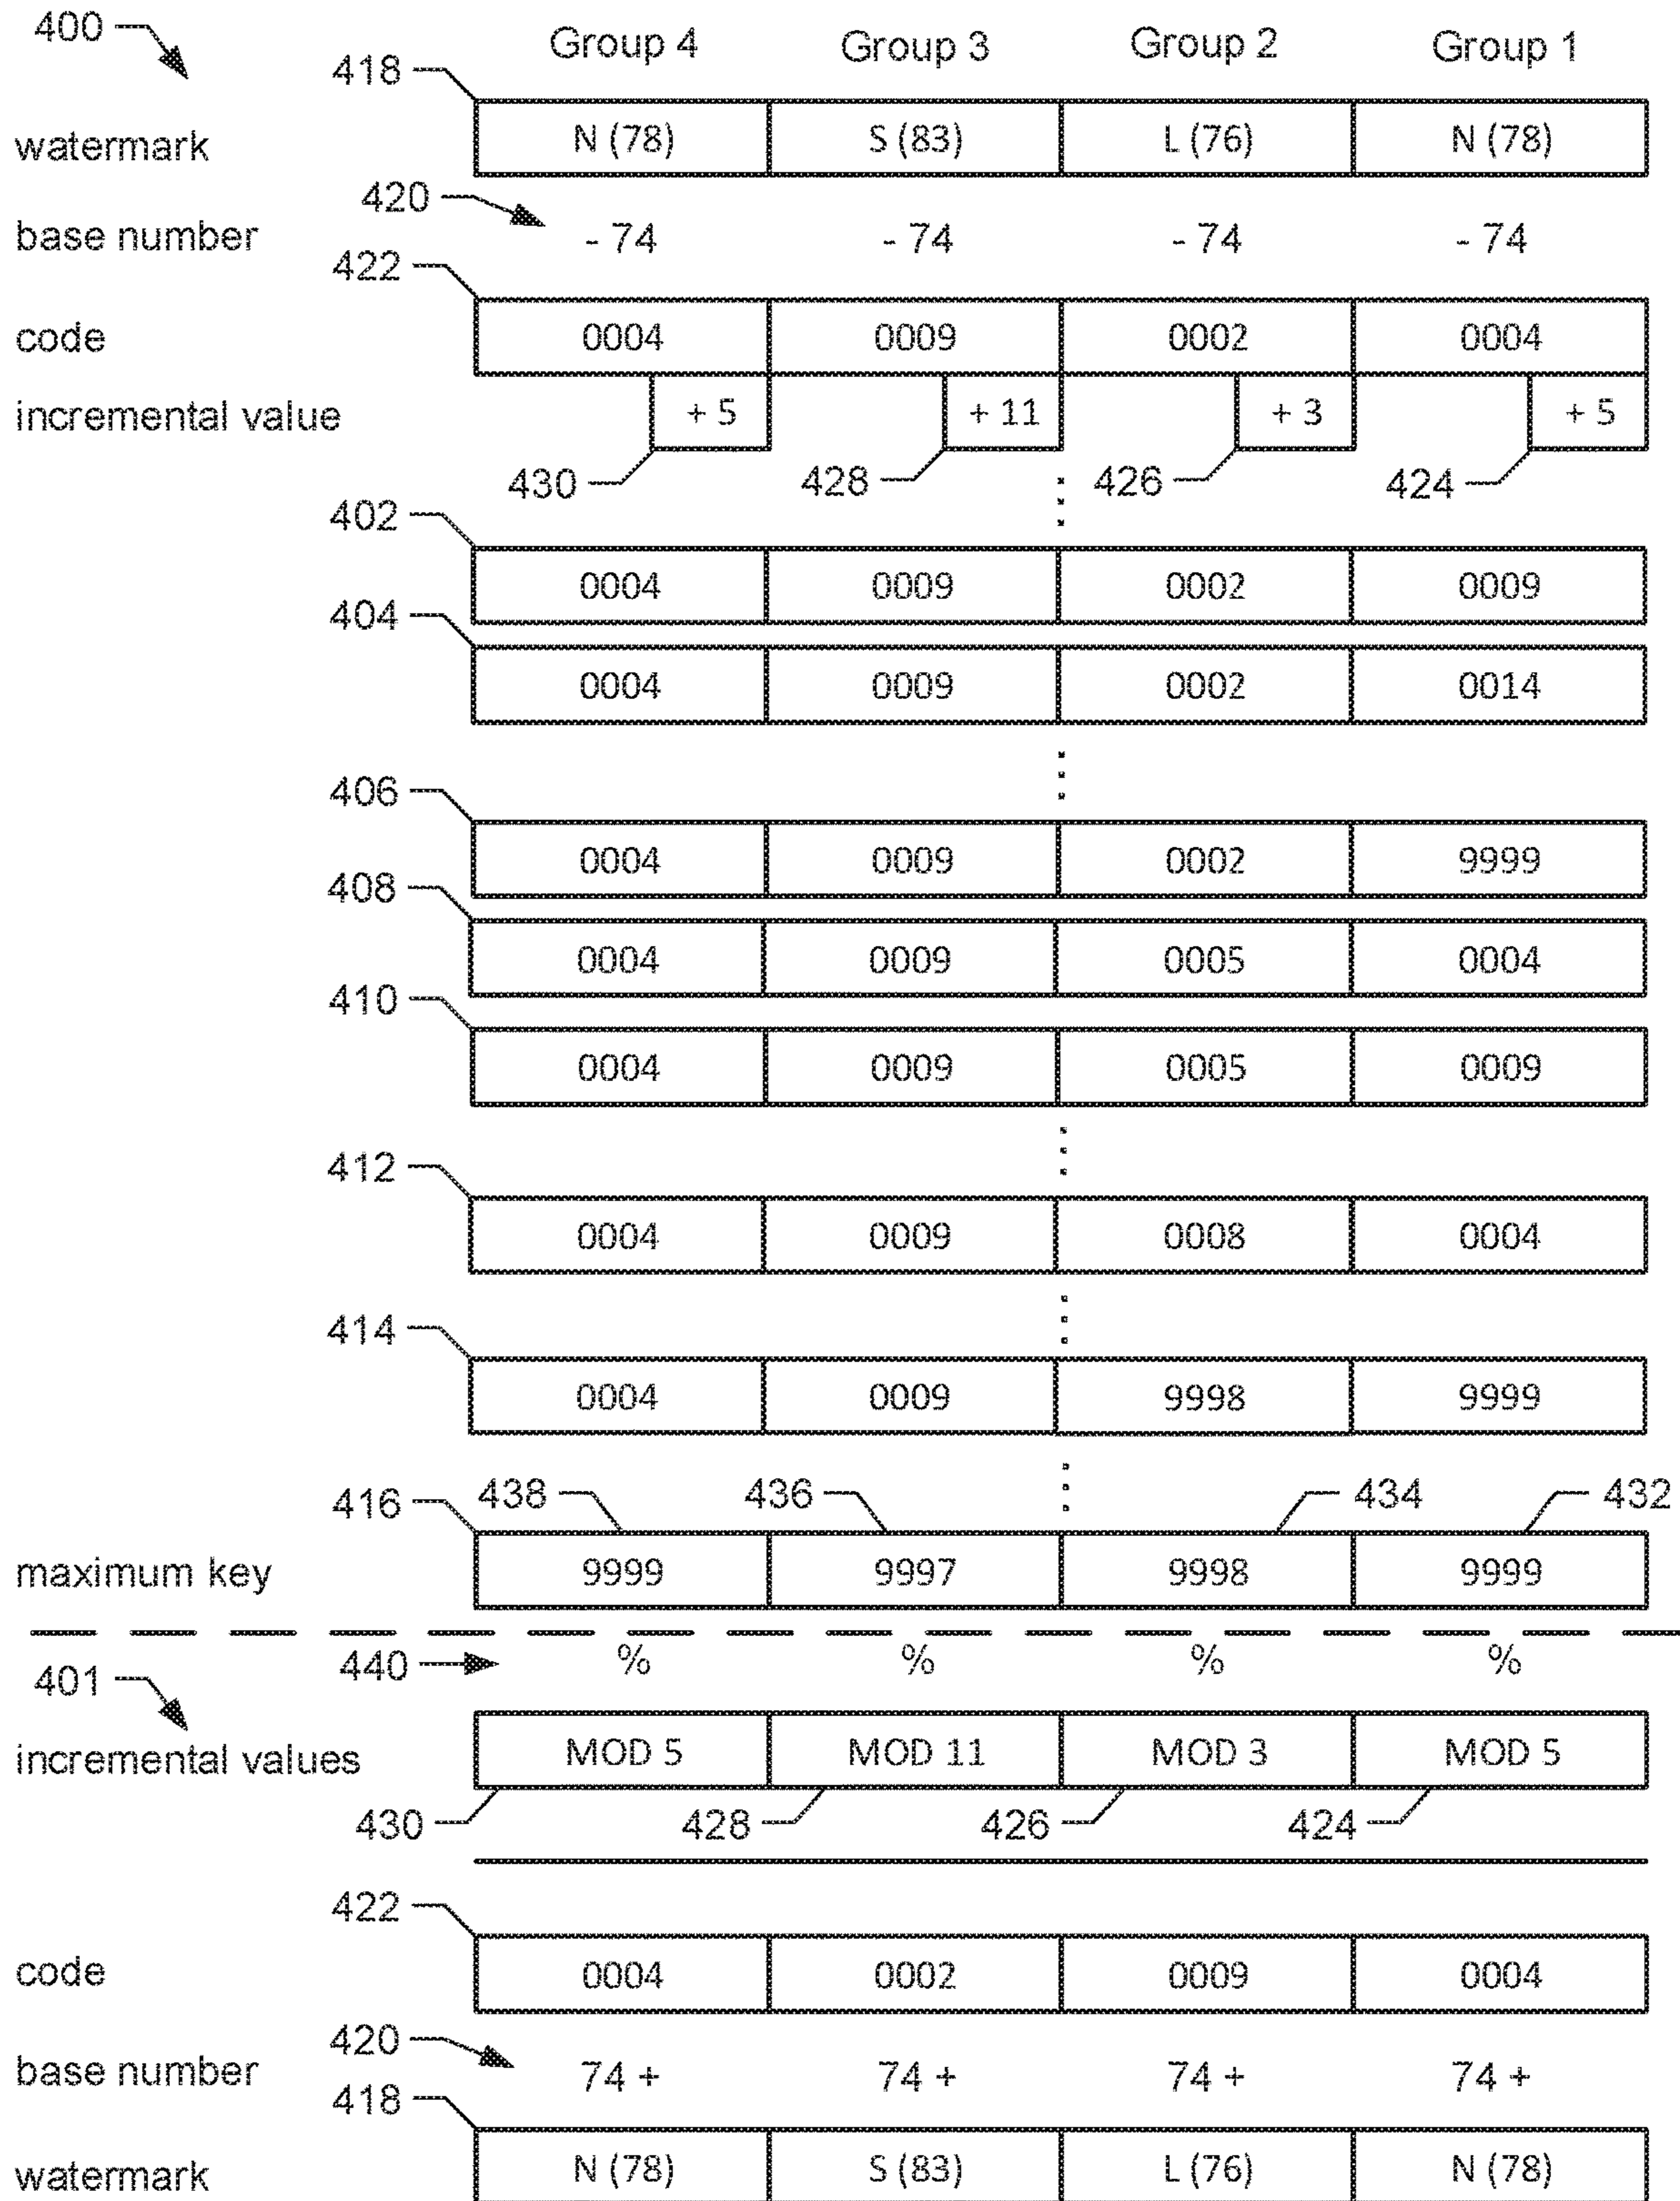 400 Group 4 Group 3 Group 2 Group 1
418
watermark N (78) S (83) L (76) N (78)
420
base number - 74 - 74 - 74 - 74
422
code 0004 0009 0002 0004
incremental value + 5 + 11 + 3 + 5
430 428 426 424
402
0004 0009 0002 0009
404
0004 0009 0002 0014
406
0004 0009 0002 9999
408
0004 0009 0005 0004
410
0004 0009 0005 0009
412
0004 0009 0008 0004
414
0004 0009 9998 9999
416 438 436 434 432
maximum key 9999 9997 9998 9999
401 440 % % % %
incremental values MOD 5 MOD 11 MOD 3 MOD 5
430 428 426 424
422
code 0004 0002 0009 0004
420
base number 74 + 74 + 74 + 74 +
418
watermark N (78) S (83) L (76) N (78)